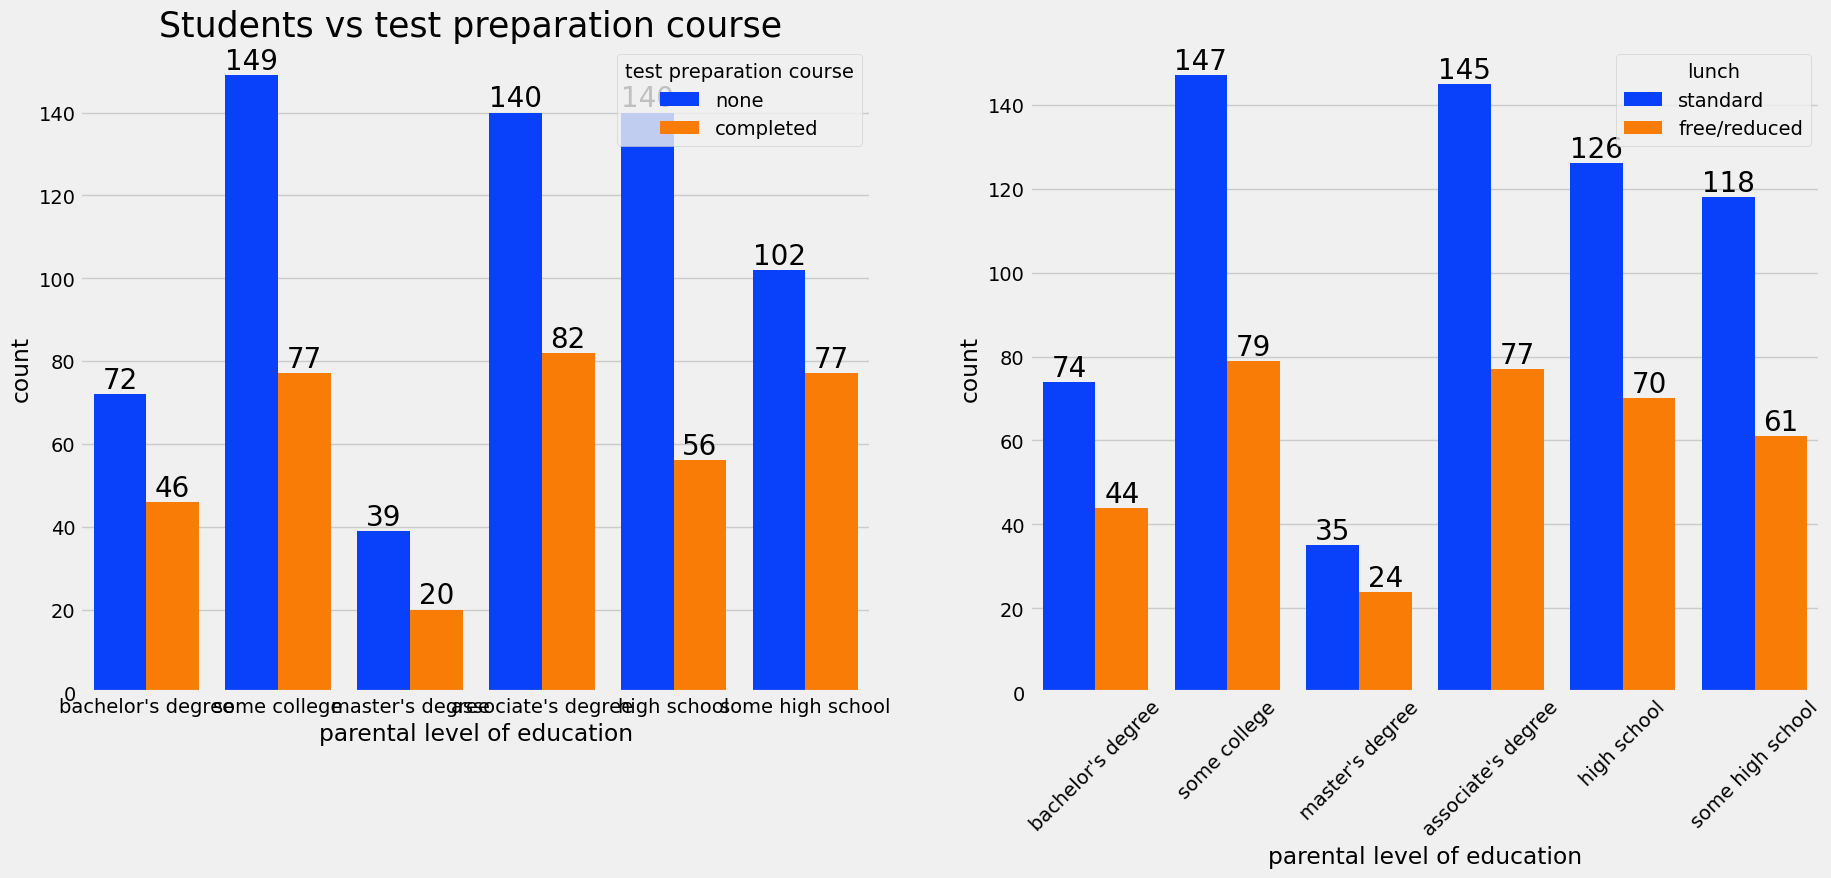 Students vs test preparation course
test preparation course
none
completed
149
140
140
102
82
77
77
72
56
46
39
20
140
120
100
80
60
40
20
0
count
bachelor's degree
some college
master's degree
associate's degree
high school
some high school
parental level of education
lunch
standard
free/reduced
147
145
126
118
79
77
74
70
61
44
35
24
140
120
100
80
60
40
20
0
count
bachelor's degree
some college
master's degree
associate's degree
high school
some high school
parental level of education